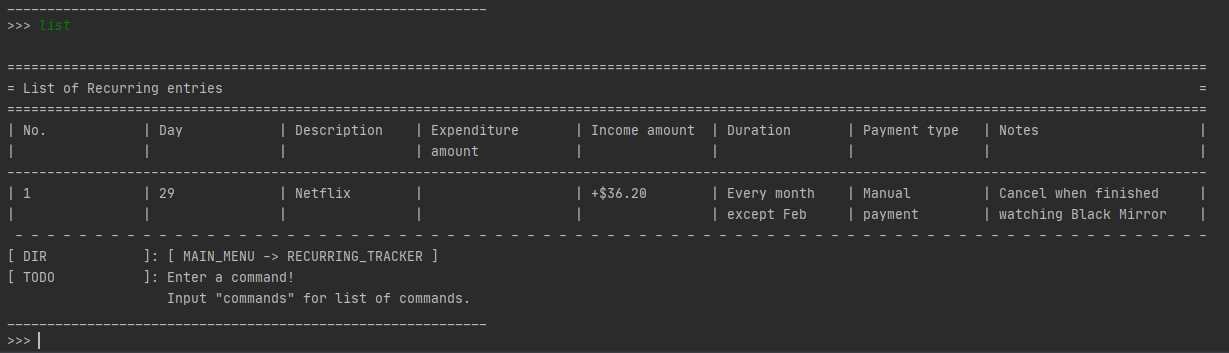 >>> list
= List of Recurring entries =
| No. | Day | Description | Expenditure | Income amount | Duration | Payment type | Notes |
| | | | amount | | | | |
| 1 | 29 | Netflix | | +$36.20 | Every month | Manual | Cancel when finished |
| | | | | | except Feb | payment | watching Black Mirror |
[ DIR ]: [ MAIN_MENU -> RECURRING_TRACKER ]
[ TODO ]: Enter a command!
Input "commands" for list of commands.
>>>